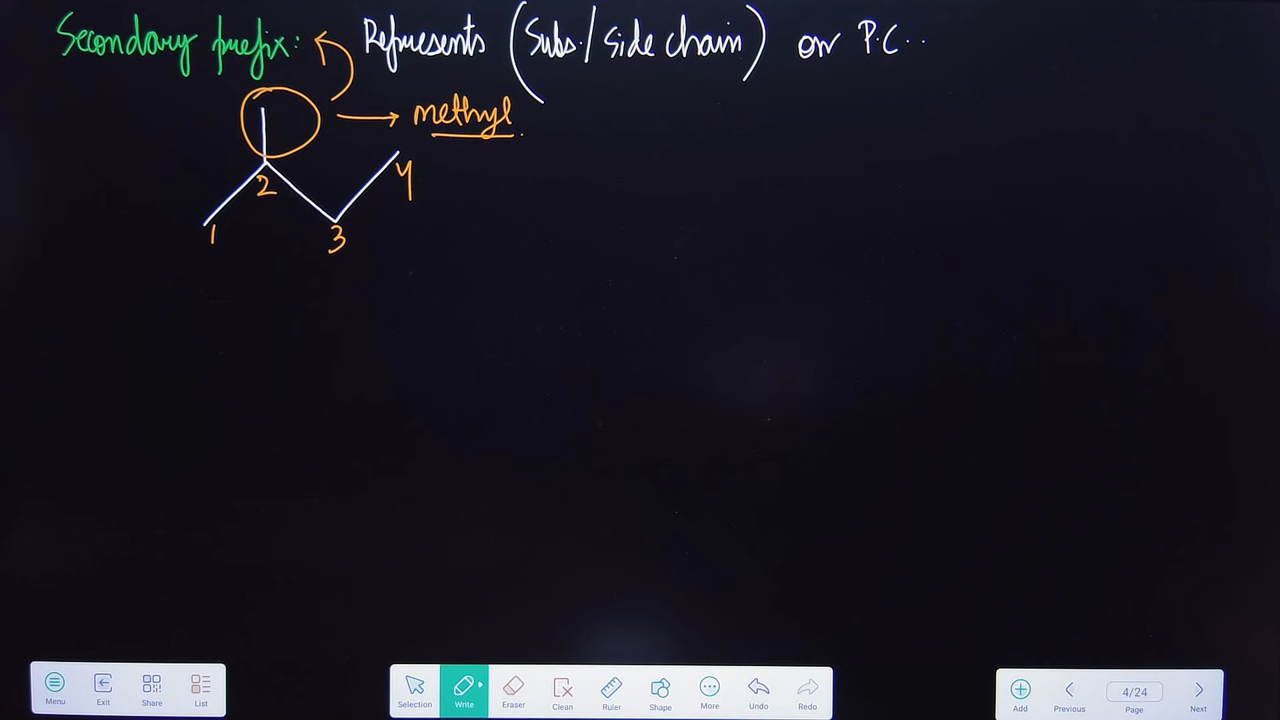 Secondary prefix: Represents (Subs./Side chain) on P.C..
methyl
2
4
1
3
Menu Exit Share List Selection Write Eraser Clean Ruler Shape More Undo Redo Add Previous 4/24 Page Next